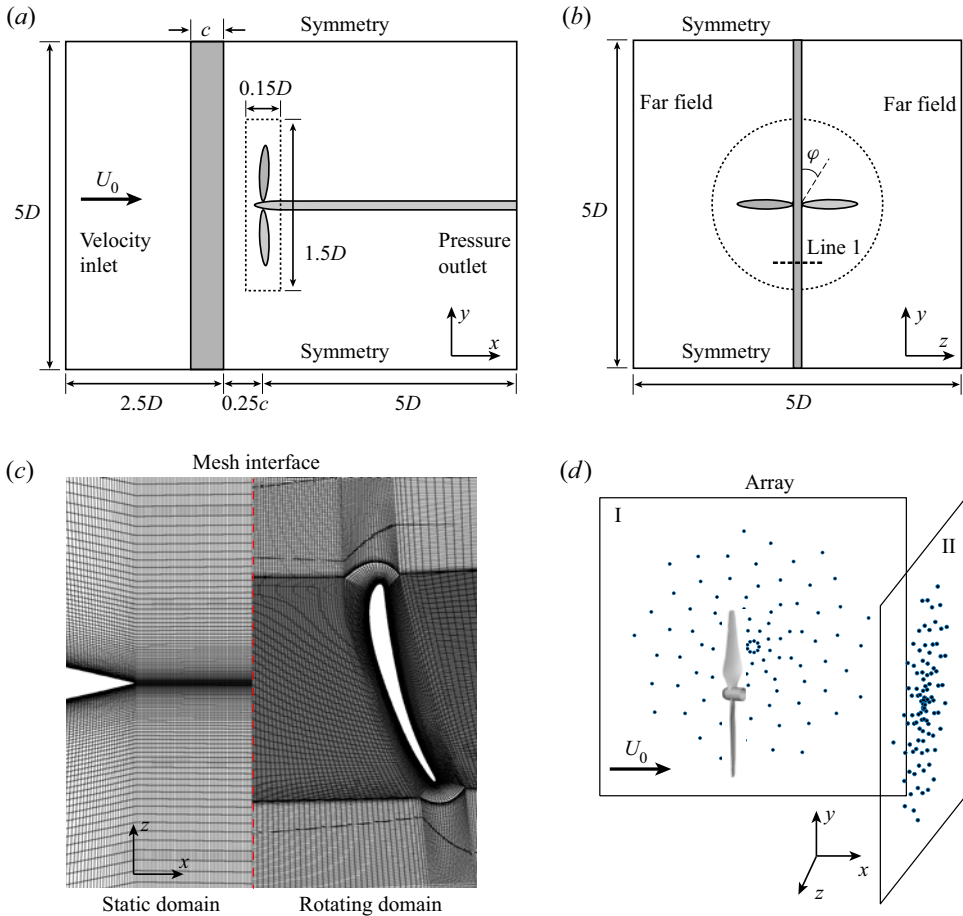 (a)
c
Symmetry
0.15D
U0
5D
Velocity
inlet
1.5D
Pressure
outlet
y
x
Symmetry
2.5D
0.25c
5D
(b)
Symmetry
Far field
Far field
φ
5D
Line 1
y
z
Symmetry
5D
(c)
Mesh interface
z
x
Static domain
Rotating domain
(d)
Array
I
II
U0
y
x
z